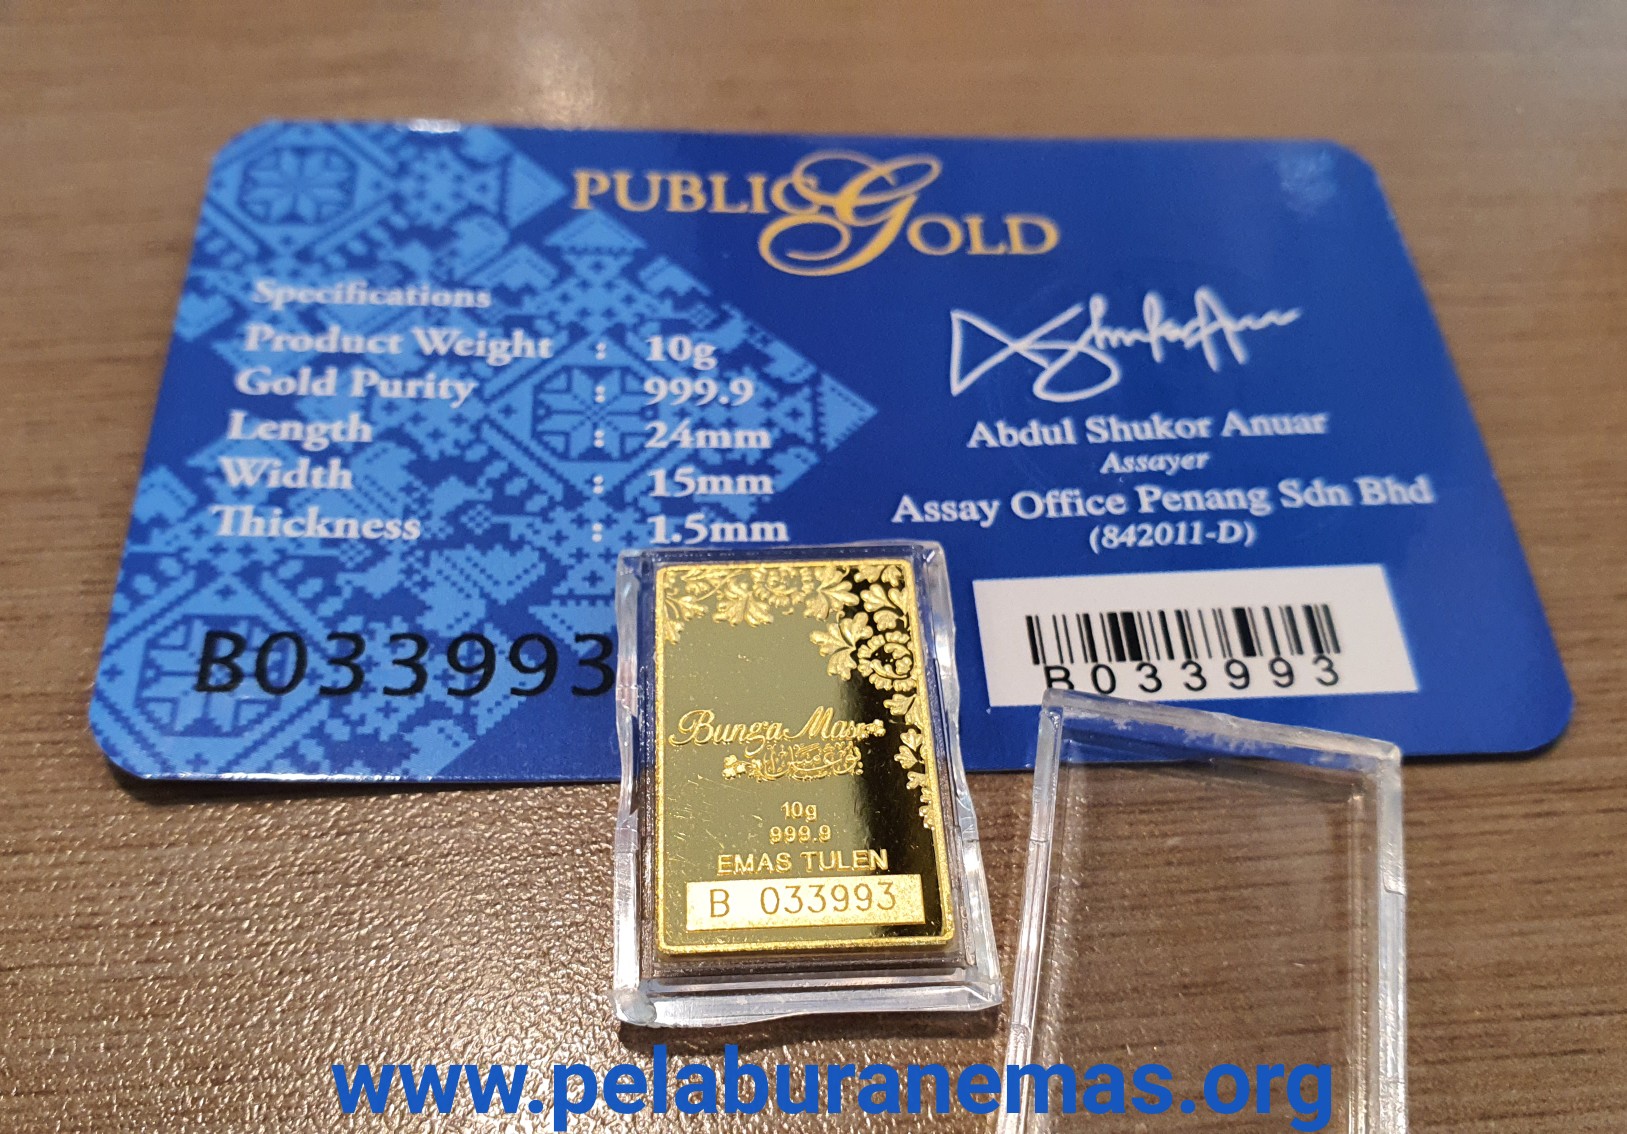 PUBLIC GOLD
Specifications
Product Weight : 10g
Gold Purity : 999.9
Length : 24mm
Width : 15mm
Thickness : 1.5mm
Abdul Shukor Anuar
Assayer
Assay Office Penang Sdn Bhd
(842011-D)
B033993
B033993
Bunga Mas
10g
999.9
EMAS TULEN
B 033993
www.pelaburanemas.org